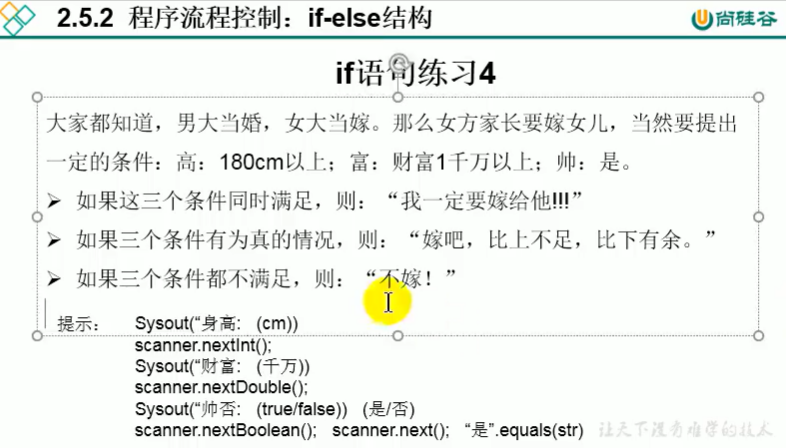 2.5.2 程序流程控制：if-else结构
尚硅谷
if语句练习4
大家都知道，男大当婚，女大当嫁。那么女方家长要嫁女儿，当然要提出
一定的条件：高：180cm以上；富：财富1千万以上；帅：是。
如果这三个条件同时满足，则：“我一定要嫁给他!!!”
如果三个条件有为真的情况，则：“嫁吧，比上不足，比下有余。”
如果三个条件都不满足，则：“不嫁！”
提示： Sysout(“身高: (cm))
scanner.nextInt();
Sysout(“财富: (千万))
scanner.nextDouble();
Sysout(“帅否: (true/false)) (是/否)
scanner.nextBoolean(); scanner.next(); “是”.equals(str)
让天下没有难学的技术